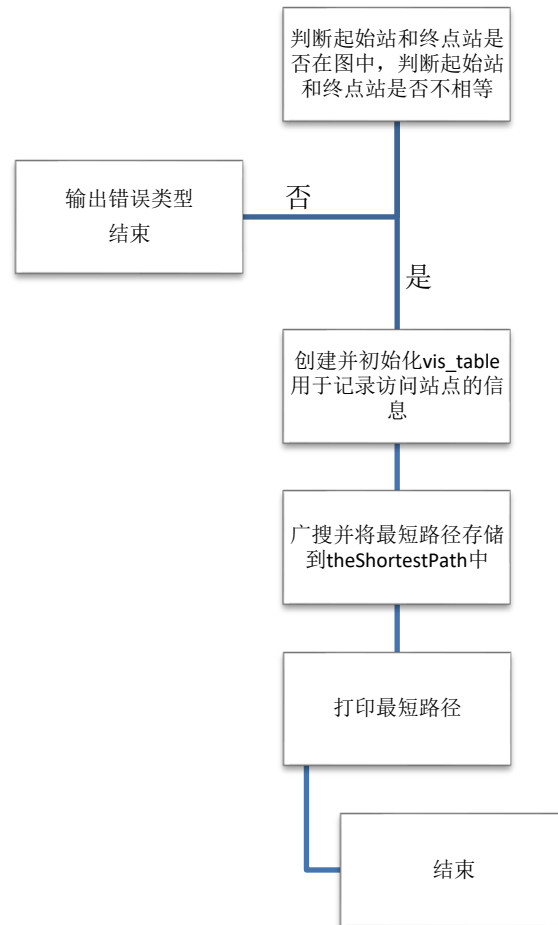 判断起始站和终点站是
否在图中，判断起始站
和终点站是否不相等
否
输出错误类型
结束
是
创建并初始化vis_table
用于记录访问站点的信
息
广搜并将最短路径存储
到theShortestPath中
打印最短路径
结束